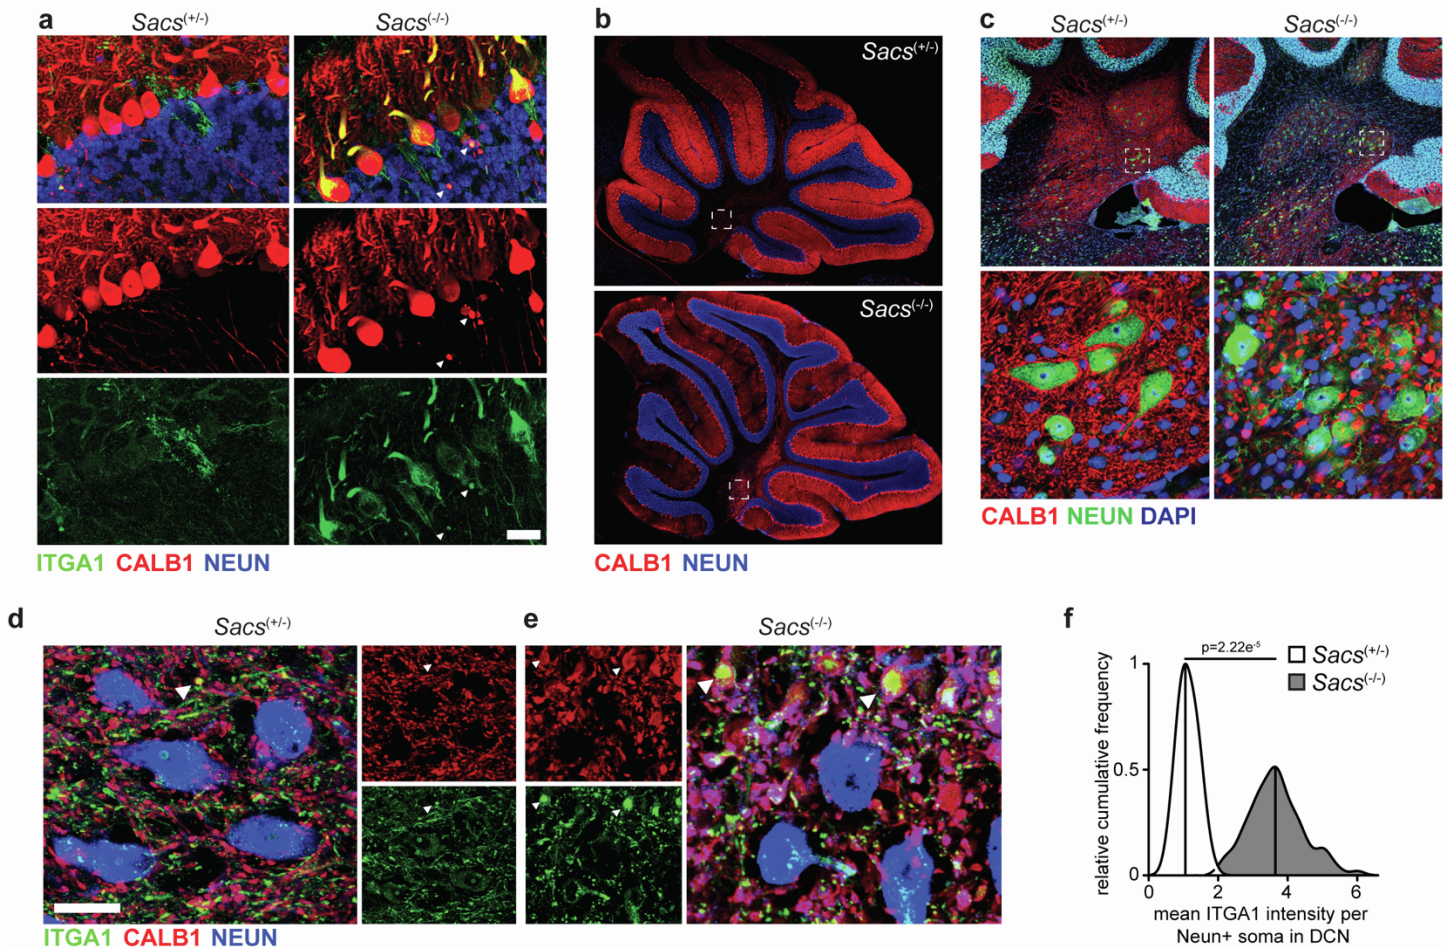 a
Sacs(+/-) Sacs(-/-)
ITGA1 CALB1 NEUN
b
Sacs(+/-)
Sacs(-/-)
CALB1 NEUN
c
Sacs(+/-) Sacs(-/-)
CALB1 NEUN DAPI
d
Sacs(+/-)
e
Sacs(-/-)
ITGA1 CALB1 NEUN
f
p=2.22e-5
Sacs(+/-)
Sacs(-/-)
relative cumulative frequency
1
0.5
0
0 2 4 6
mean ITGA1 intensity per
Neun+ soma in DCN